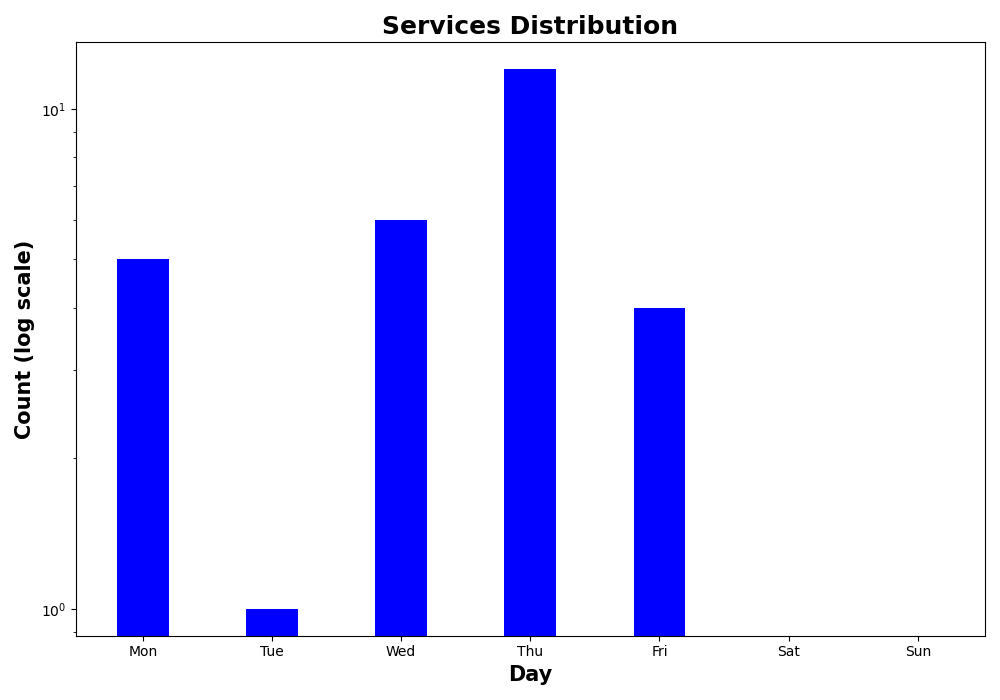 Services Distribution
Count (log scale)
10¹
10⁰
Mon Tue Wed Thu Fri Sat Sun
Day